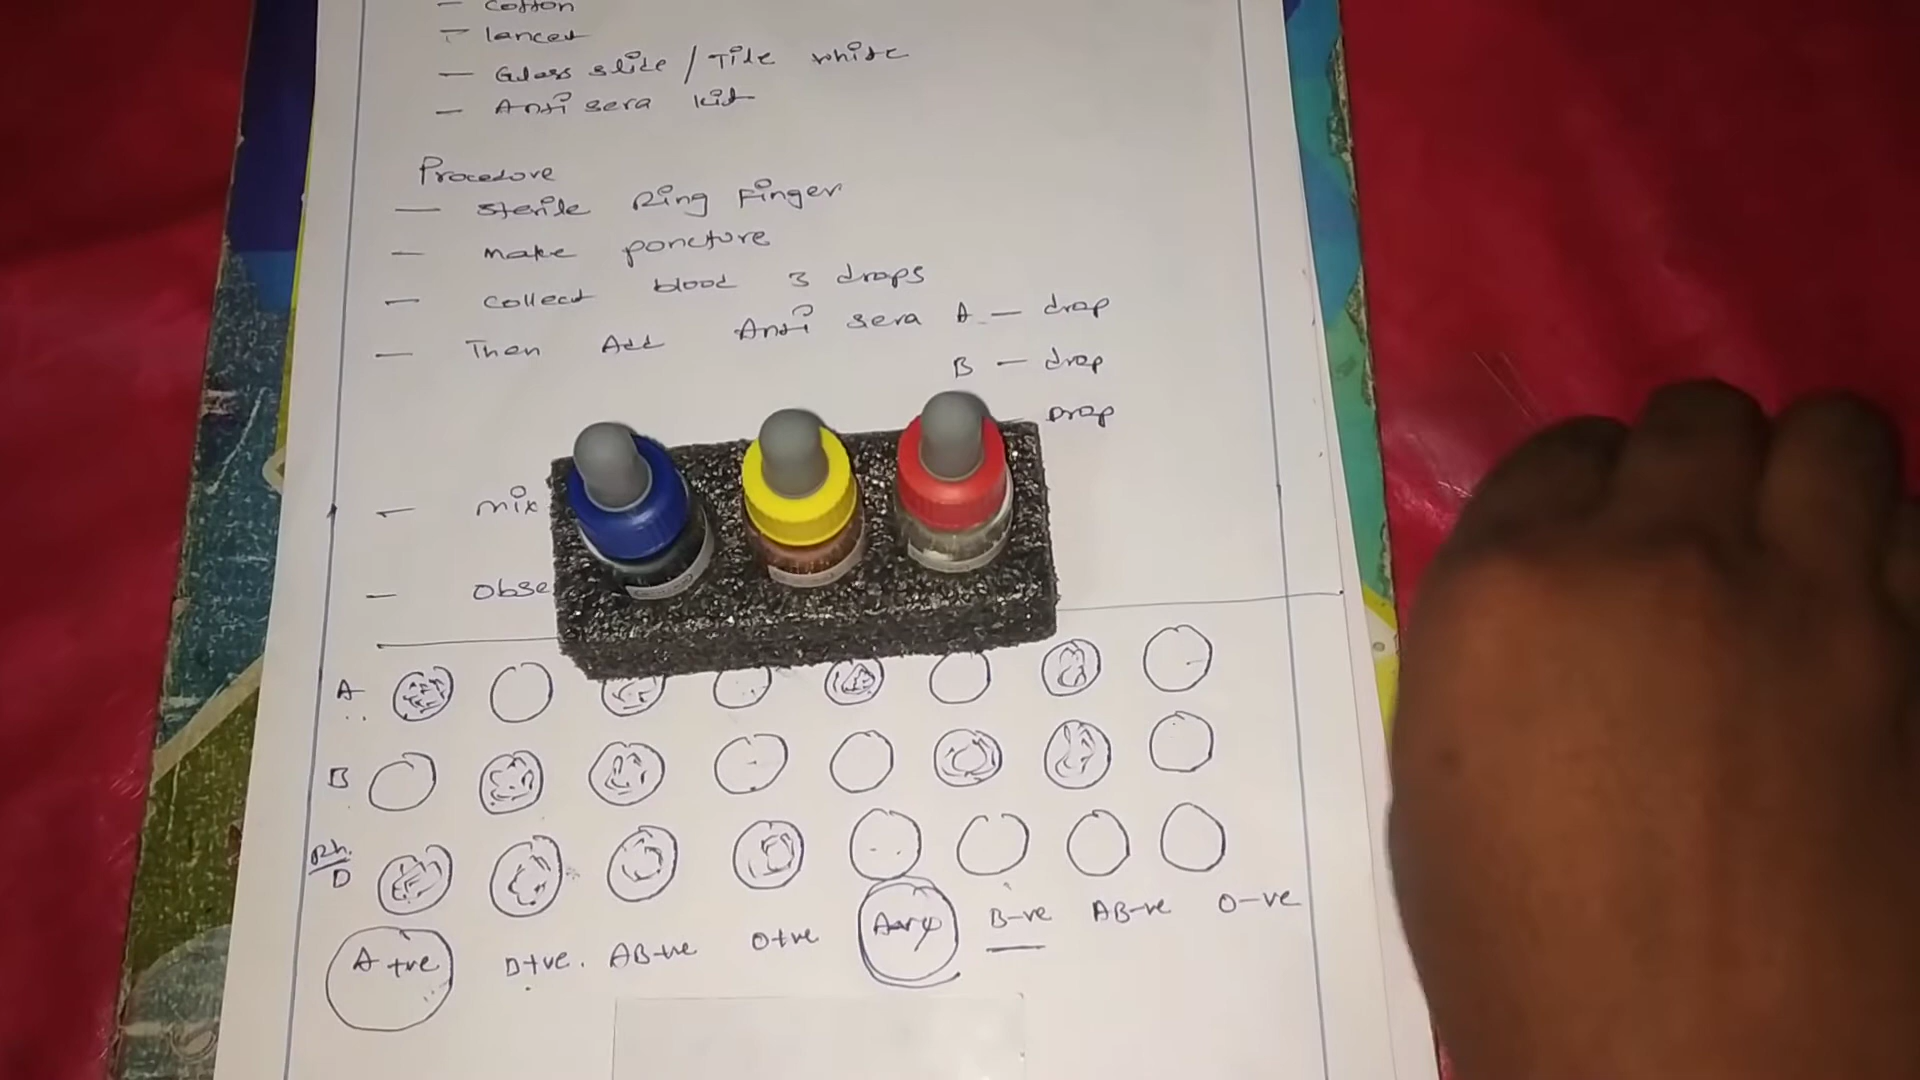 — Cotton
— lancet
— Glass slide / Tile white
— Anti sera kit
Procedure
— Sterile Ring Finger
— make poncture
— Collect blood 3 drops
— Then Add Anti sera A — drop
B — drop
— Drop
— mix
— Obse
A
B
Rh.
D
A +ve B+ve. AB+ve O+ve A-ve B-ve AB-ve O-ve